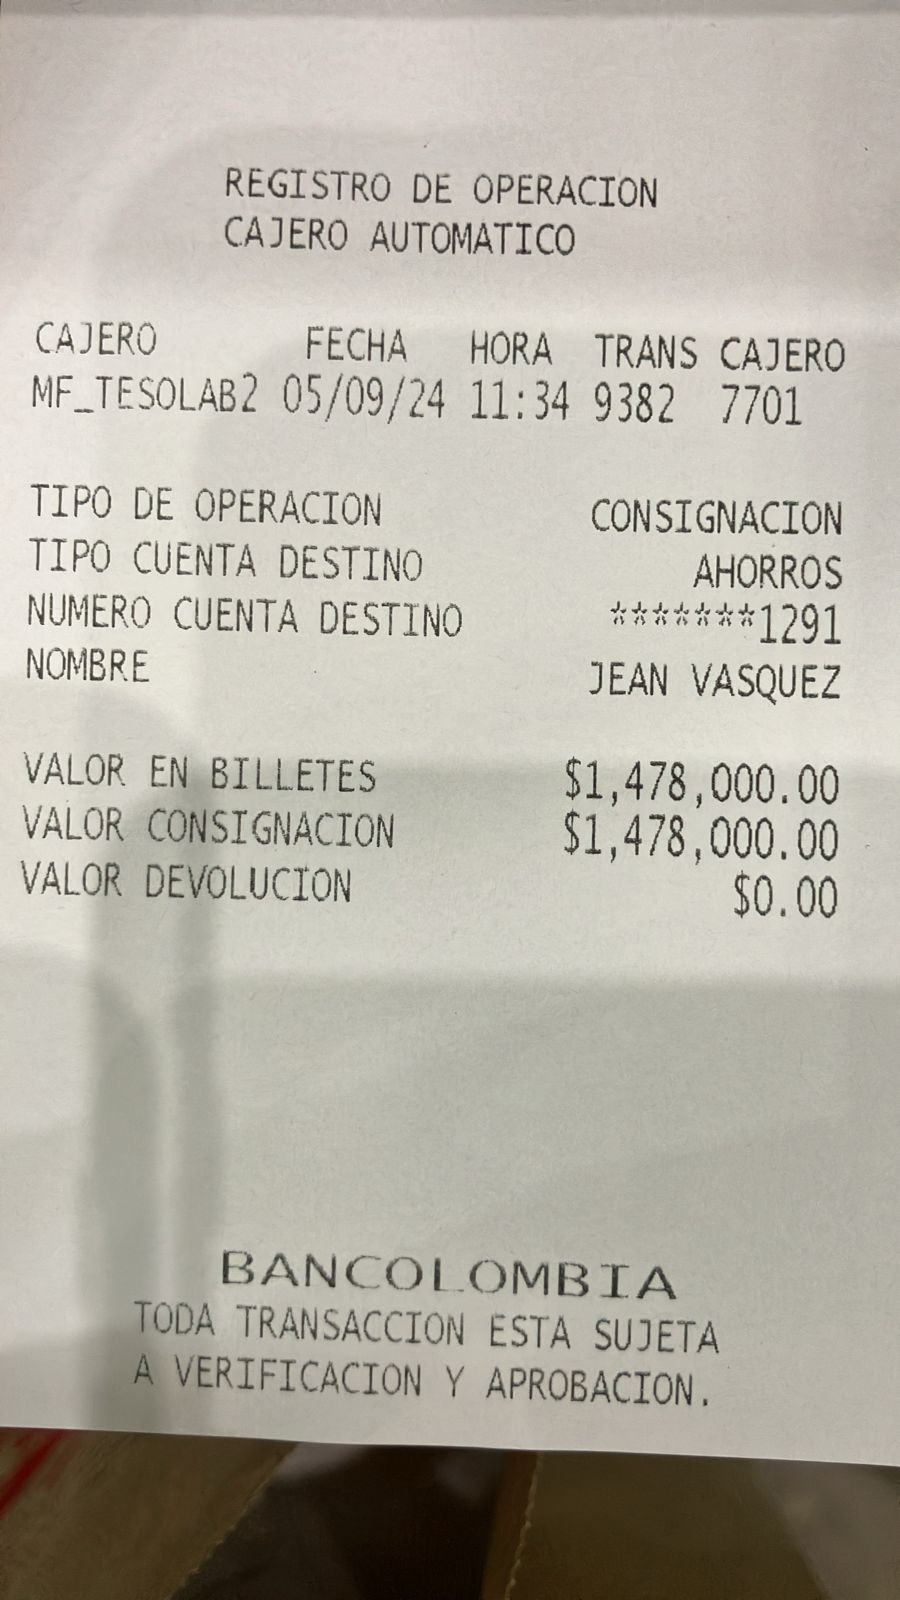 REGISTRO DE OPERACION
CAJERO AUTOMATICO
CAJERO FECHA HORA TRANS CAJERO
MF_TESOLAB2 05/09/24 11:34 9382 7701
TIPO DE OPERACION CONSIGNACION
TIPO CUENTA DESTINO AHORROS
NUMERO CUENTA DESTINO *******1291
NOMBRE JEAN VASQUEZ
VALOR EN BILLETES $1,478,000.00
VALOR CONSIGNACION $1,478,000.00
VALOR DEVOLUCION $0.00
BANCOLOMBIA
TODA TRANSACCION ESTA SUJETA
A VERIFICACION Y APROBACION.